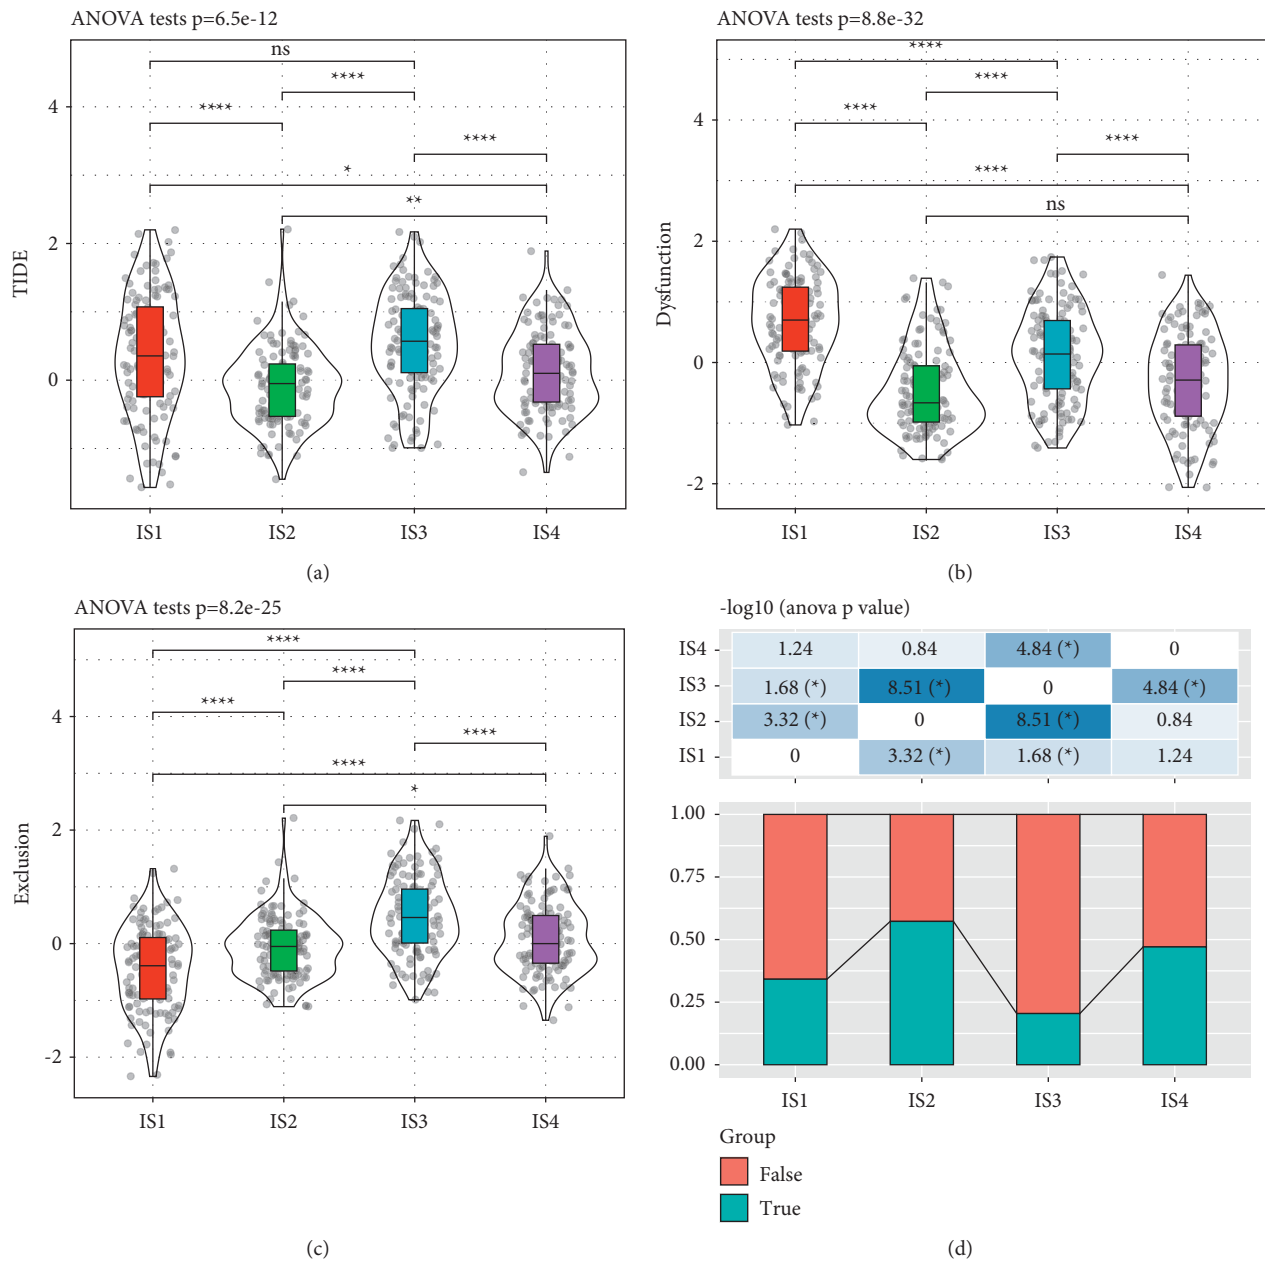 ANOVA tests p=6.5e-12
ns
****
****
****
*
**
4
2
0
TIDE
IS1 IS2 IS3 IS4
(a)
ANOVA tests p=8.8e-32
****
****
****
****
****
ns
4
2
0
-2
Dysfunction
IS1 IS2 IS3 IS4
(b)
ANOVA tests p=8.2e-25
****
****
****
****
****
*
4
2
0
-2
Exclusion
IS1 IS2 IS3 IS4
(c)
-log10 (anova p value)
IS4 1.24 0.84 4.84 (*) 0
IS3 1.68 (*) 8.51 (*) 0 4.84 (*)
IS2 3.32 (*) 0 8.51 (*) 0.84
IS1 0 3.32 (*) 1.68 (*) 1.24
1.00
0.75
0.50
0.25
0.00
IS1 IS2 IS3 IS4
Group
False
True
(d)